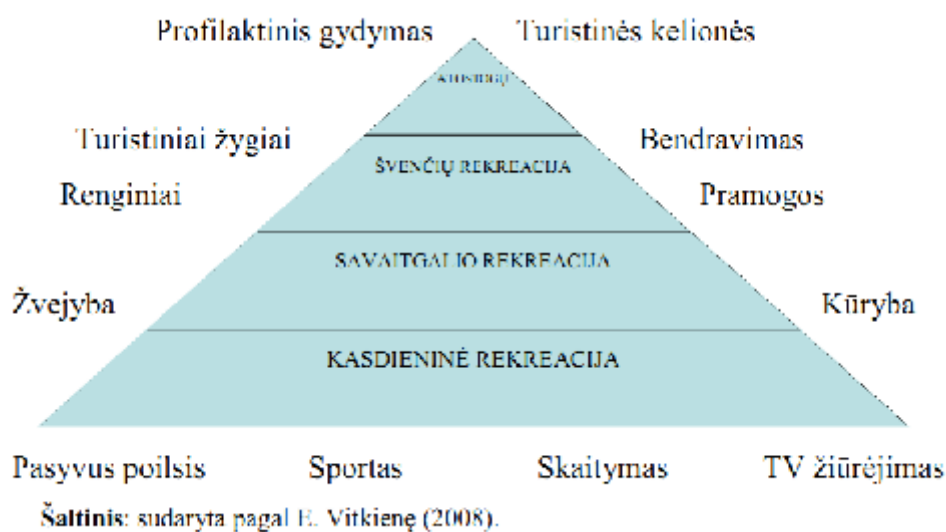 Profilaktinis gydymas Turistinės kelionės
ATOSTOGŲ
Turistiniai žygiai Bendravimas
ŠVENČIŲ REKREACIJA
Renginiai Pramogos
SAVAITGALIO REKREACIJA
Žvejyba Kūryba
KASDIENINĖ REKREACIJA
Pasyvus poilsis Sportas Skaitymas TV žiūrėjimas
Šaltinis: sudaryta pagal E. Vitkienę (2008).